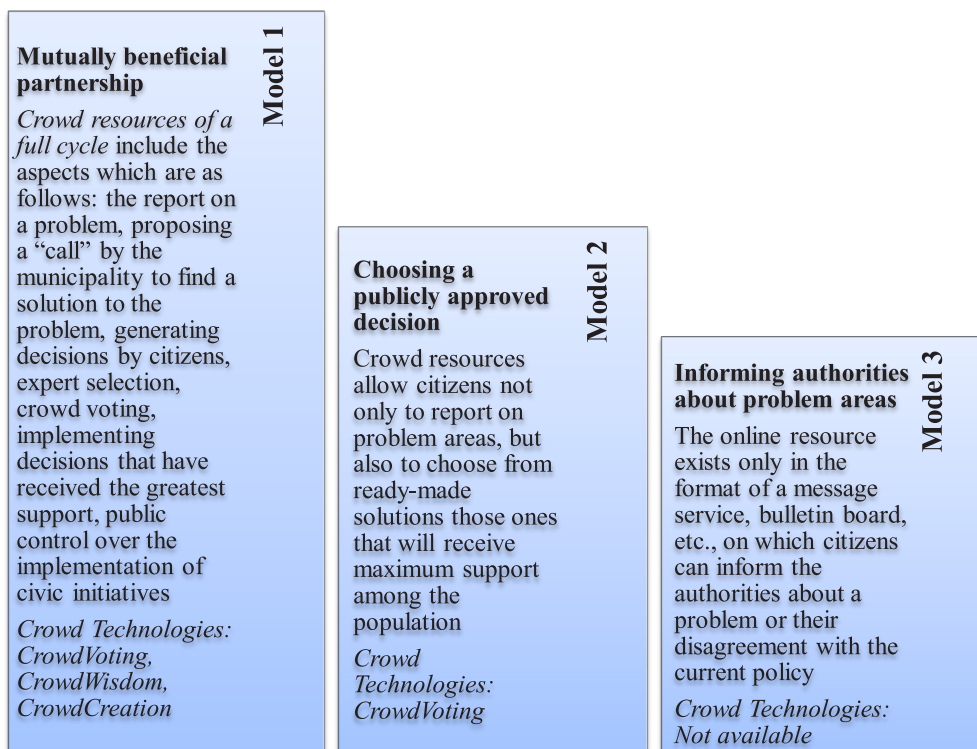 Model 1
Mutually beneficial
partnership
Crowd resources of a
full cycle include the
aspects which are as
follows: the report on
a problem, proposing
a “call” by the
municipality to find a
solution to the
problem, generating
decisions by citizens,
expert selection,
crowd voting,
implementing
decisions that have
received the greatest
support, public
control over the
implementation of
civic initiatives
Crowd Technologies:
CrowdVoting,
CrowdWisdom,
CrowdCreation
Model 2
Choosing a
publicly approved
decision
Crowd resources
allow citizens not
only to report on
problem areas, but
also to choose from
ready-made
solutions those ones
that will receive
maximum support
among the
population
Crowd
Technologies:
CrowdVoting
Model 3
Informing authorities
about problem areas
The online resource
exists only in the
format of a message
service, bulletin board,
etc., on which citizens
can inform the
authorities about a
problem or their
disagreement with the
current policy
Crowd Technologies:
Not available